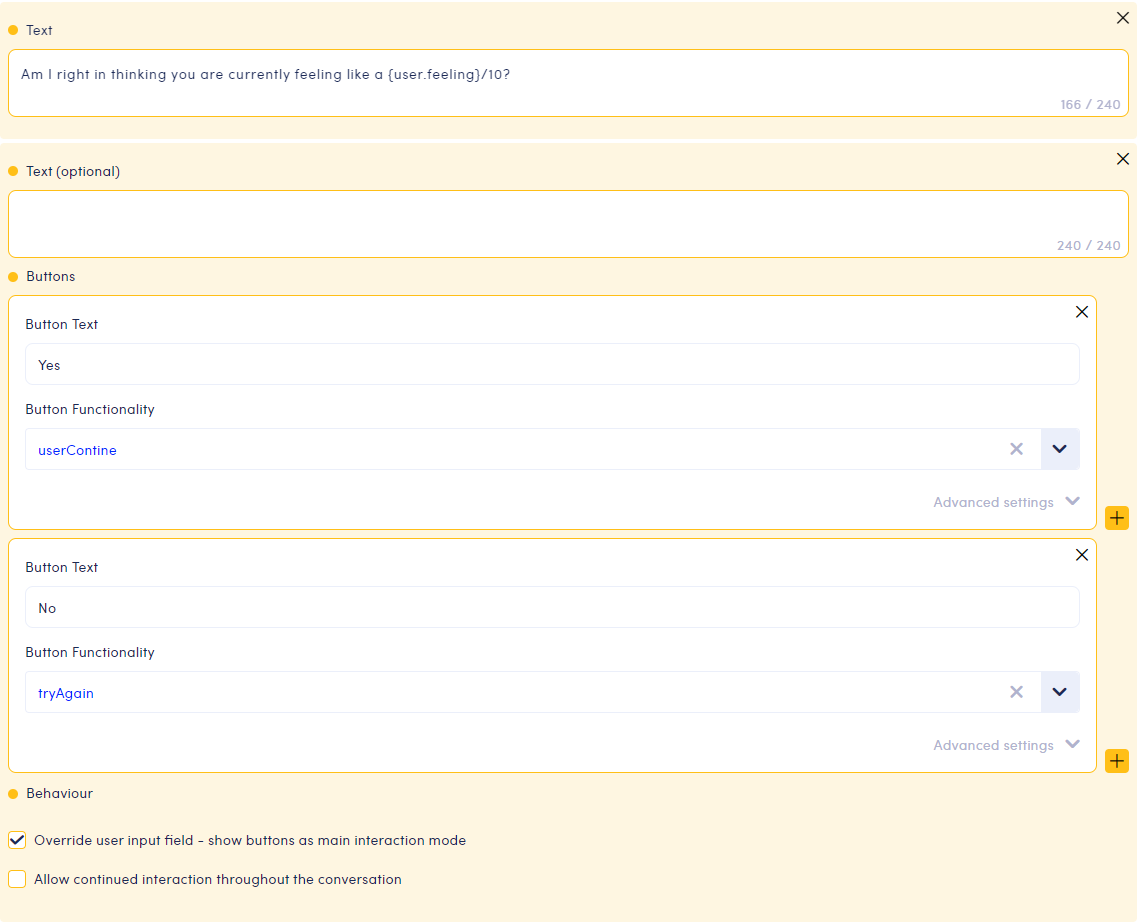 Text
Am I right in thinking you are currently feeling like a {user.feeling}/10?
166 / 240
Text (optional)
240 / 240
Buttons
Button Text
Yes
Button Functionality
userContine
Advanced settings
Button Text
No
Button Functionality
tryAgain
Advanced settings
Behaviour
Override user input field - show buttons as main interaction mode
Allow continued interaction throughout the conversation